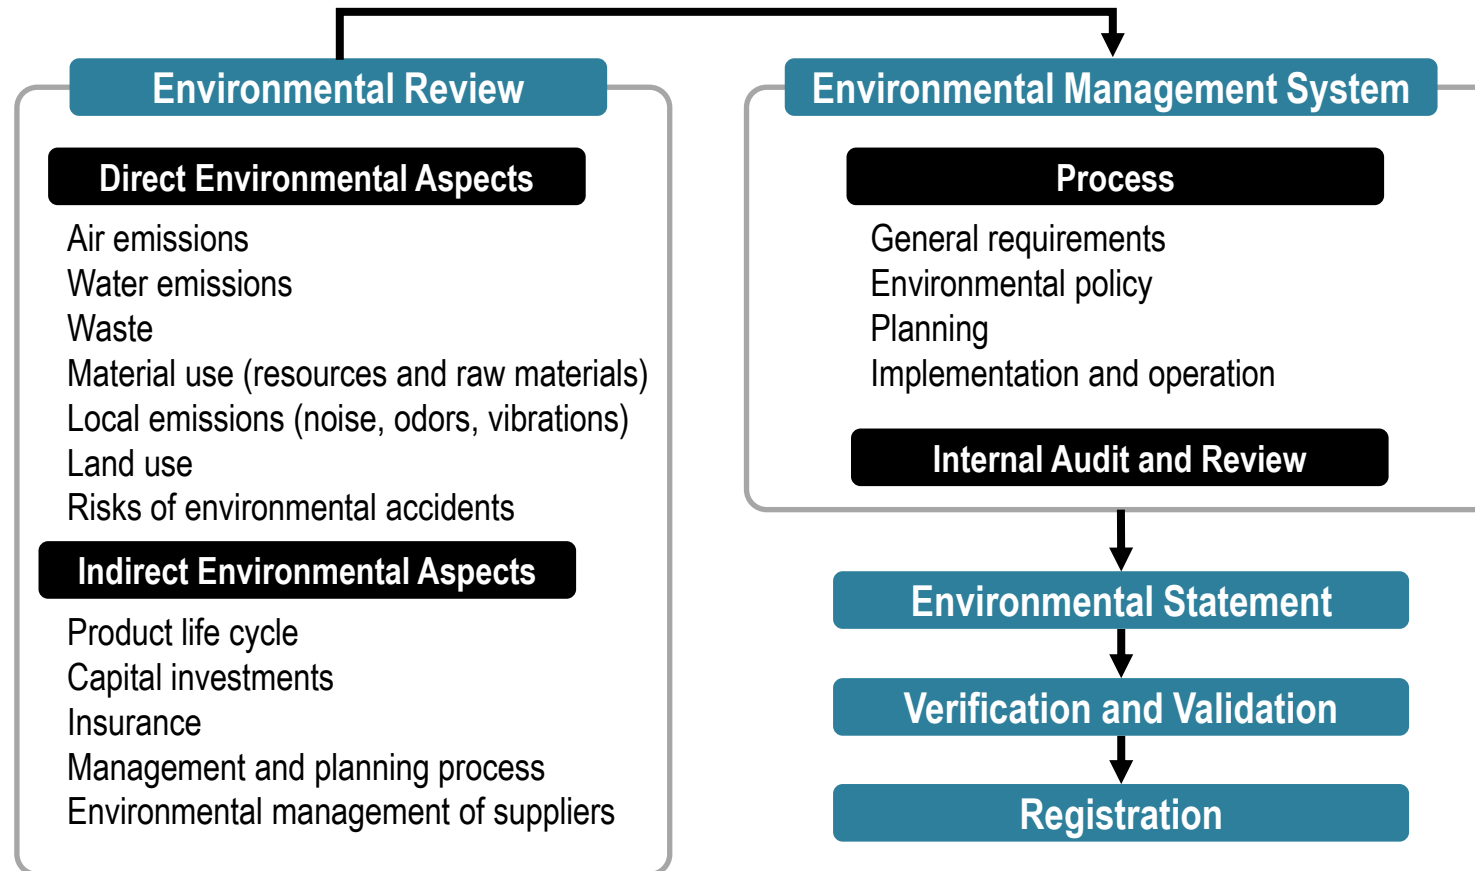 Environmental Review
Direct Environmental Aspects
Air emissions
Water emissions
Waste
Material use (resources and raw materials)
Local emissions (noise, odors, vibrations)
Land use
Risks of environmental accidents
Indirect Environmental Aspects
Product life cycle
Capital investments
Insurance
Management and planning process
Environmental management of suppliers
Environmental Management System
Process
General requirements
Environmental policy
Planning
Implementation and operation
Internal Audit and Review
Environmental Statement
Verification and Validation
Registration